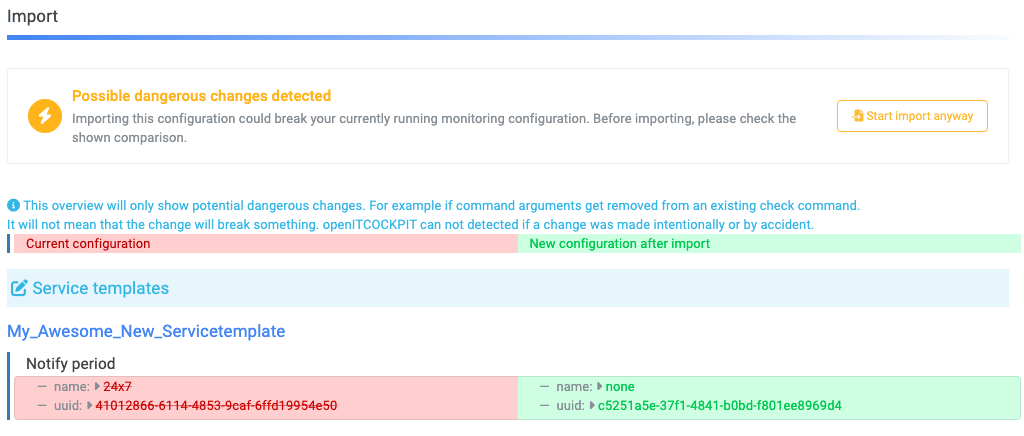 Import
Possible dangerous changes detected
Importing this configuration could break your currently running monitoring configuration. Before importing, please check the
shown comparison.
Start import anyway
This overview will only show potential dangerous changes. For example if command arguments get removed from an existing check command.
It will not mean that the change will break something. openITCOCKPIT can not detected if a change was made intentionally or by accident.
Current configuration
New configuration after import
Service templates
My_Awesome_New_Servicetemplate
Notify period
— name: 24x7
— name: none
— uuid: 41012866-6114-4853-9caf-6ffd19954e50
— uuid: c5251a5e-37f1-4841-b0bd-f801ee8969d4